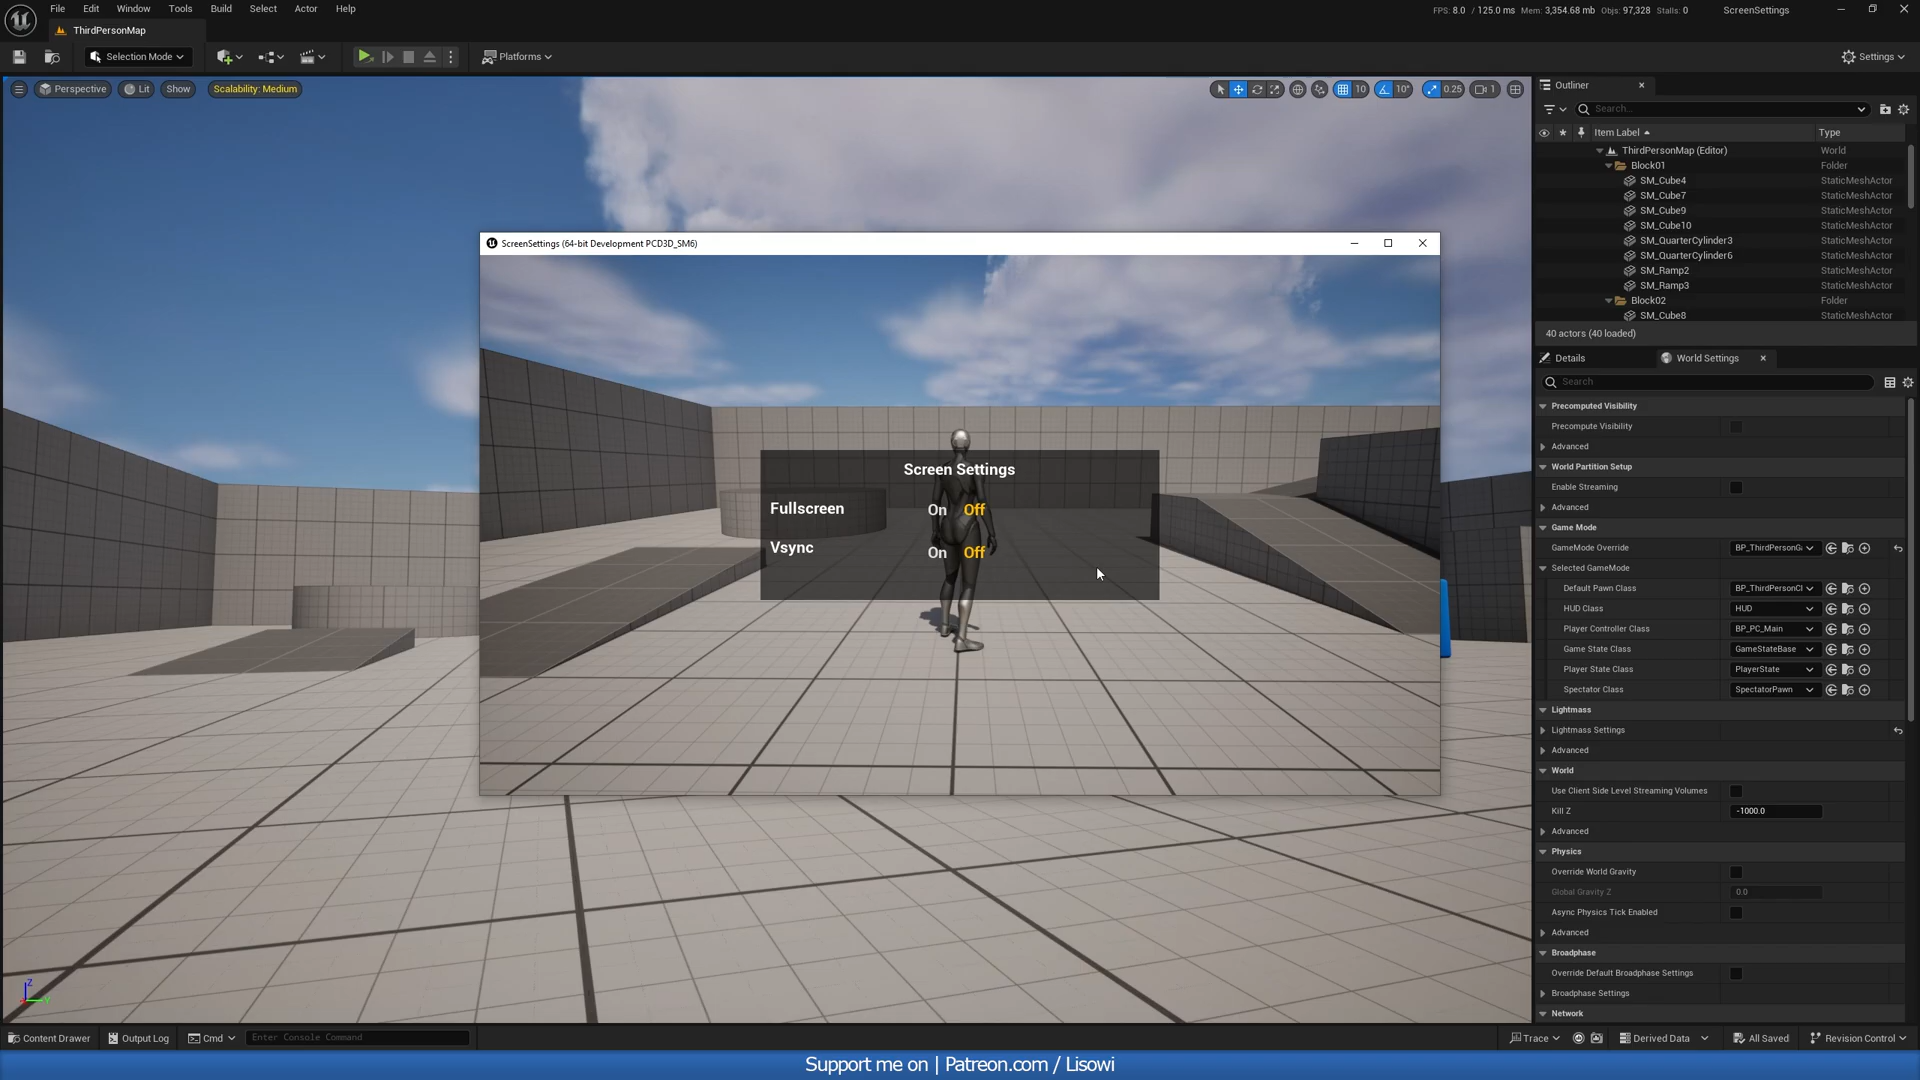 File Edit Window Tools Build Select Actor Help
FPS: 8.0 / 125.0 ms Mem: 3,354.68 mb Objs: 97,328 Stalls: 0 ScreenSettings
ThirdPersonMap
Selection Mode Platforms Settings
Perspective Lit Show Scalability: Medium 10 10° 0.25 1
Outliner
Search...
Item Label Type
ThirdPersonMap (Editor) World
Block01 Folder
SM_Cube4 StaticMeshActor
SM_Cube7 StaticMeshActor
SM_Cube9 StaticMeshActor
SM_Cube10 StaticMeshActor
SM_QuarterCylinder3 StaticMeshActor
SM_QuarterCylinder6 StaticMeshActor
SM_Ramp2 StaticMeshActor
SM_Ramp3 StaticMeshActor
Block02 Folder
SM_Cube8 StaticMeshActor
40 actors (40 loaded)
ScreenSettings (64-bit Development PCD3D_SM6)
Screen Settings
Fullscreen On Off
Vsync On Off
Details World Settings
Search
Precomputed Visibility
Precompute Visibility
Advanced
World Partition Setup
Enable Streaming
Advanced
Game Mode
GameMode Override BP_ThirdPersonG
Selected GameMode
Default Pawn Class BP_ThirdPersonCl
HUD Class HUD
Player Controller Class BP_PC_Main
Game State Class GameStateBase
Player State Class PlayerState
Spectator Class SpectatorPawn
Lightmass
Lightmass Settings
Advanced
World
Use Client Side Level Streaming Volumes
Kill Z -1000.0
Advanced
Physics
Override World Gravity
Global Gravity Z 0.0
Async Physics Tick Enabled
Advanced
Broadphase
Override Default Broadphase Settings
Broadphase Settings
Network
Z
Y
Content Drawer Output Log Cmd Enter Console Command Trace Derived Data All Saved Revision Control
Support me on | Patreon.com / Lisowi